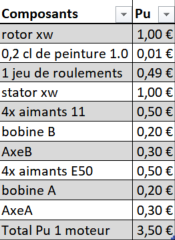 Composants Pu
rotor xw 1,00 €
0,2 cl de peinture 1.0 0,01 €
1 jeu de roulements 0,49 €
stator xw 1,00 €
4x aimants 11 0,50 €
bobine B 0,20 €
AxeB 0,30 €
4x aimants E50 0,50 €
bobine A 0,20 €
AxeA 0,30 €
Total Pu 1 moteur 3,50 €